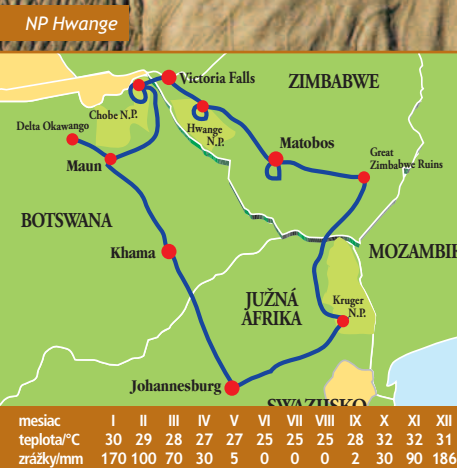 NP Hwange
Victoria Falls
ZIMBABWE
Chobe N.P.
Hwange
N.P.
Delta Okawango
Matobos
Great
Zimbabwe Ruins
Maun
BOTSWANA
Khama
MOZAMBIK
JUŽNÁ
AFRIKA
Kruger
N.P.
Johannesburg
mesiac I II III IV V VI VII VIII IX X XI XII
teplota/°C 30 29 28 27 27 25 25 25 28 32 32 31
zrážky/mm 170 100 70 30 5 0 0 0 2 30 90 186